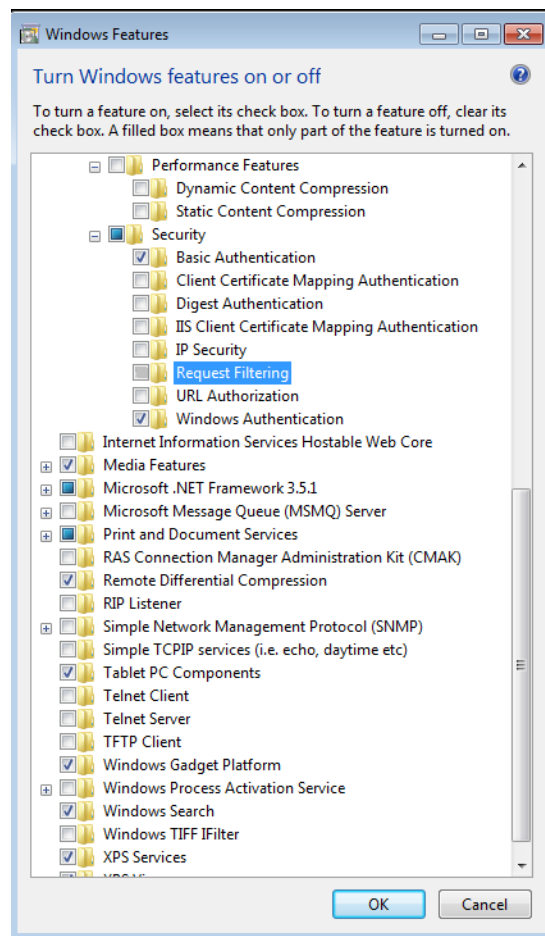 Windows Features
Turn Windows features on or off
To turn a feature on, select its check box. To turn a feature off, clear its
check box. A filled box means that only part of the feature is turned on.
Performance Features
Dynamic Content Compression
Static Content Compression
Security
Basic Authentication
Client Certificate Mapping Authentication
Digest Authentication
IIS Client Certificate Mapping Authentication
IP Security
Request Filtering
URL Authorization
Windows Authentication
Internet Information Services Hostable Web Core
Media Features
Microsoft .NET Framework 3.5.1
Microsoft Message Queue (MSMQ) Server
Print and Document Services
RAS Connection Manager Administration Kit (CMAK)
Remote Differential Compression
RIP Listener
Simple Network Management Protocol (SNMP)
Simple TCPIP services (i.e. echo, daytime etc)
Tablet PC Components
Telnet Client
Telnet Server
TFTP Client
Windows Gadget Platform
Windows Process Activation Service
Windows Search
Windows TIFF IFilter
XPS Services
OK Cancel